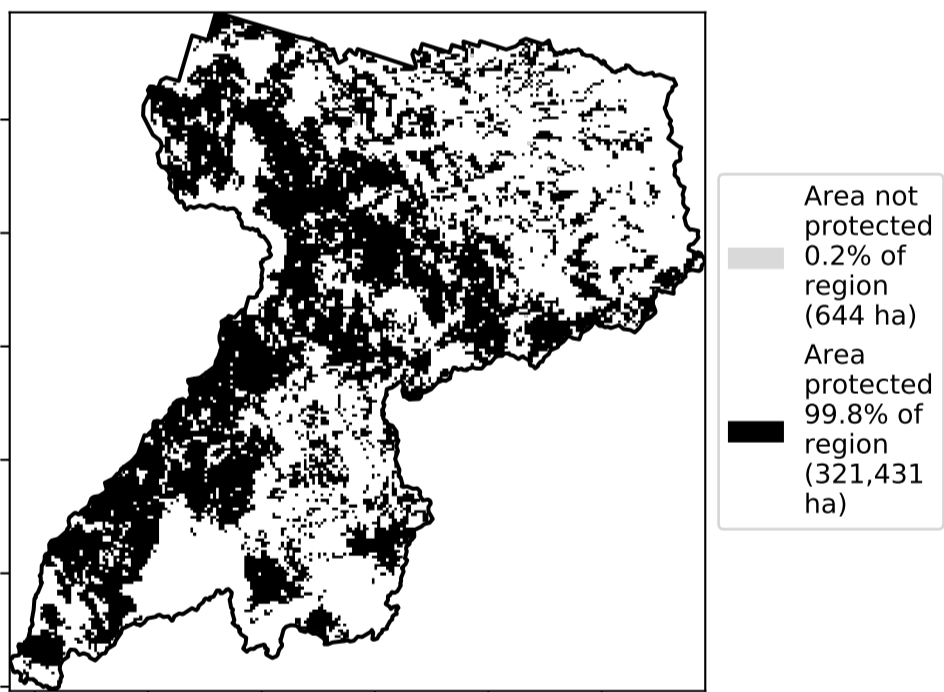 Area not
protected
0.2% of
region
(644 ha)
Area
protected
99.8% of
region
(321,431
ha)